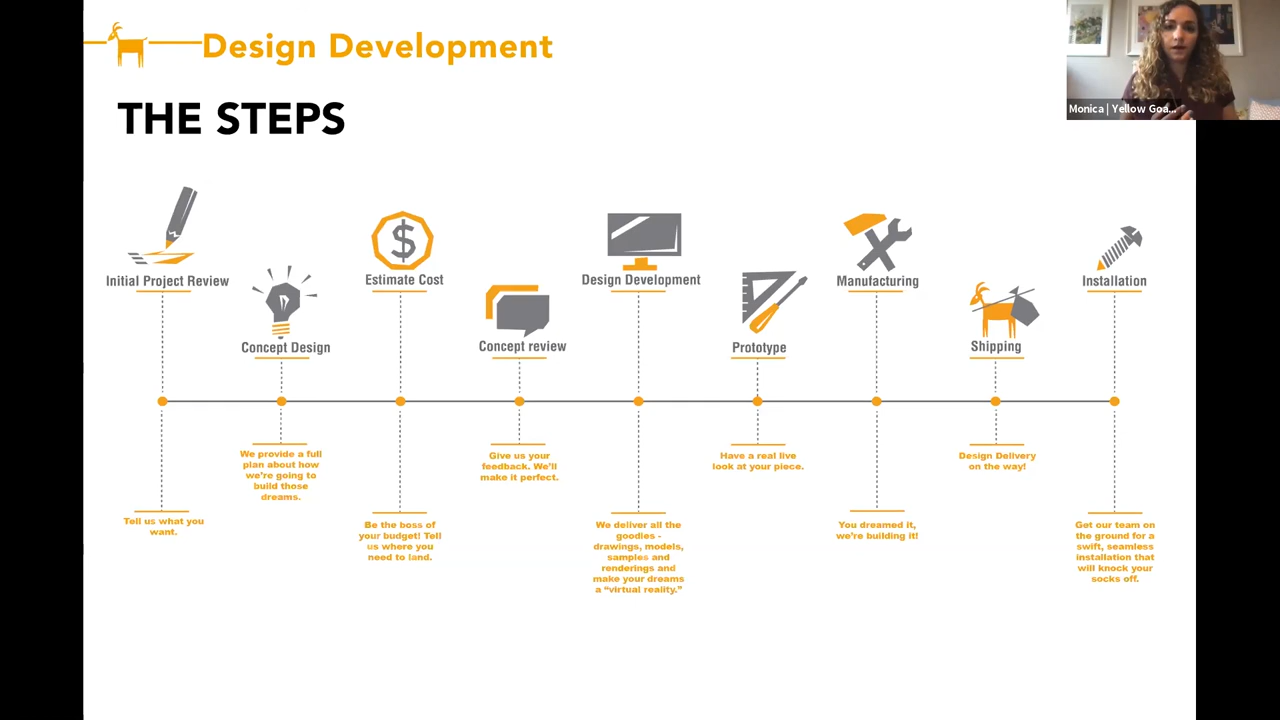 Design Development
Monica | Yellow Goa...
THE STEPS
Initial Project Review
Concept Design
Estimate Cost
$
Concept review
Design Development
Prototype
Manufacturing
Shipping
Installation
Tell us what you
want.
We provide a full
plan about how
we're going to
build those
dreams.
Be the boss of
your budget! Tell
us where you
need to land.
Give us your
feedback. We'll
make it perfect.
We deliver all the
goodies -
drawings, models,
samples and
renderings and
make your dreams
a “virtual reality.”
Have a real live
look at your piece.
You dreamed it,
we're building it!
Design Delivery
on the way!
Get our team on
the ground for a
swift, seamless
installation that
will knock your
socks off.